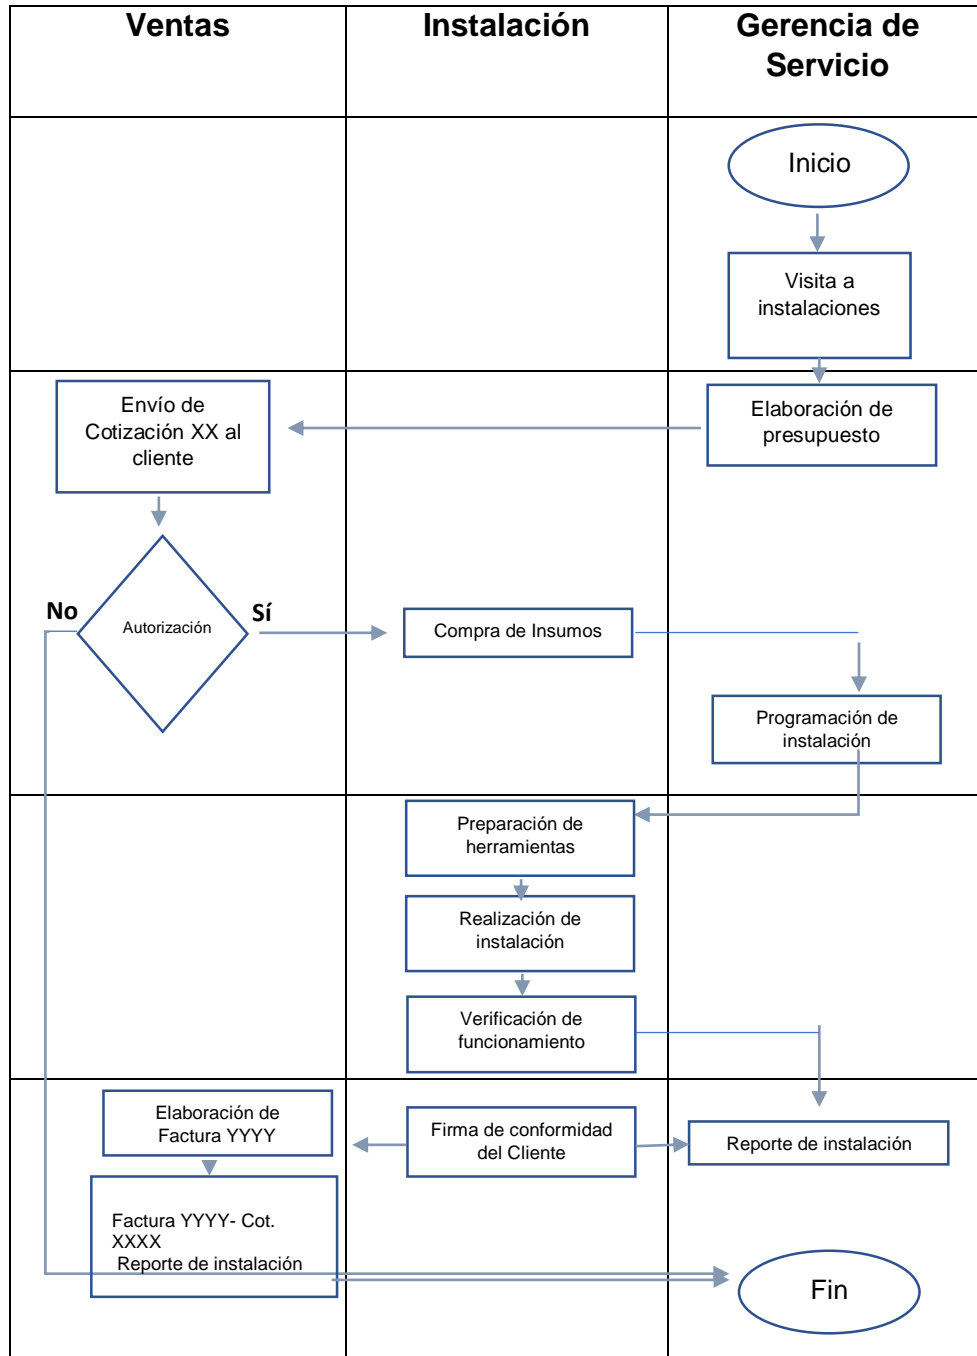 Ventas
Instalación
Gerencia de
Servicio
Inicio
Visita a
instalaciones
Envío de
Cotización XX al
cliente
Elaboración de
presupuesto
No
Autorización
Sí
Compra de Insumos
Programación de
instalación
Preparación de
herramientas
Realización de
instalación
Verificación de
funcionamiento
Elaboración de
Factura YYYY
Firma de conformidad
del Cliente
Reporte de instalación
Factura YYYY- Cot.
XXXX
Reporte de instalación
Fin